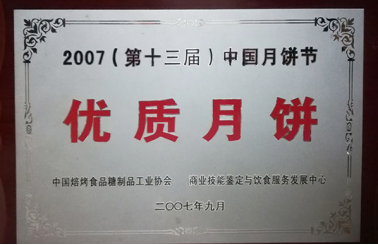 2007（第十三届）中国月饼节
优质月饼
中国焙烤食品糖制品工业协会 商业技能鉴定与饮食服务发展中心
二〇〇七年九月